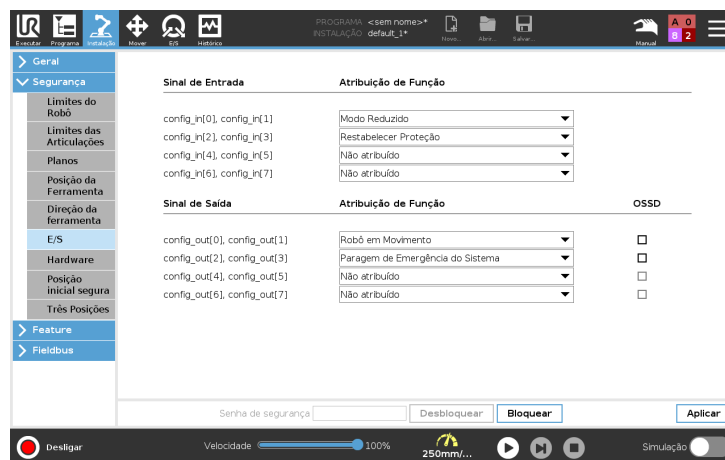 UR
PROGRAMA <sem nome>*
INSTALAÇÃO default_1*
Executar
Programa
Instalação
Mover
E/S
Histórico
Novo...
Abrir...
Salvar...
Manual
A 0
8 2
Geral
Segurança
Limites do
Robô
Limites das
Articulações
Planos
Posição da
Ferramenta
Direção da
ferramenta
E/S
Hardware
Posição
inicial segura
Três Posições
Feature
Fieldbus
Sinal de Entrada Atribuição de Função
config_in[0], config_in[1] Modo Reduzido
config_in[2], config_in[3] Restabelecer Proteção
config_in[4], config_in[5] Não atribuído
config_in[6], config_in[7] Não atribuído
Sinal de Saída Atribuição de Função OSSD
config_out[0], config_out[1] Robô em Movimento
config_out[2], config_out[3] Paragem de Emergência do Sistema
config_out[4], config_out[5] Não atribuído
config_out[6], config_out[7] Não atribuído
Senha de segurança Desbloquear Bloquear Aplicar
Desligar Velocidade 100% 250mm/... Simulação